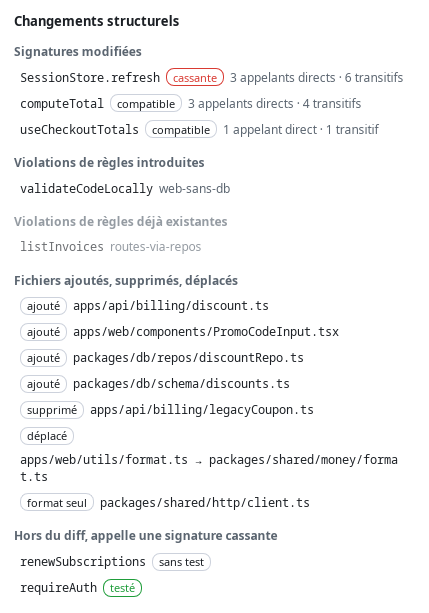 Changements structurels
Signatures modifiées
SessionStore.refresh cassante 3 appelants directs · 6 transitifs
computeTotal compatible 3 appelants directs · 4 transitifs
useCheckoutTotals compatible 1 appelant direct · 1 transitif
Violations de règles introduites
validateCodeLocally web-sans-db
Violations de règles déjà existantes
listInvoices routes-via-repos
Fichiers ajoutés, supprimés, déplacés
ajouté apps/api/billing/discount.ts
ajouté apps/web/components/PromoCodeInput.tsx
ajouté packages/db/repos/discountRepo.ts
ajouté packages/db/schema/discounts.ts
supprimé apps/api/billing/legacyCoupon.ts
déplacé
apps/web/utils/format.ts → packages/shared/money/forma
t.ts
format seul packages/shared/http/client.ts
Hors du diff, appelle une signature cassante
renewSubscriptions sans test
requireAuth testé